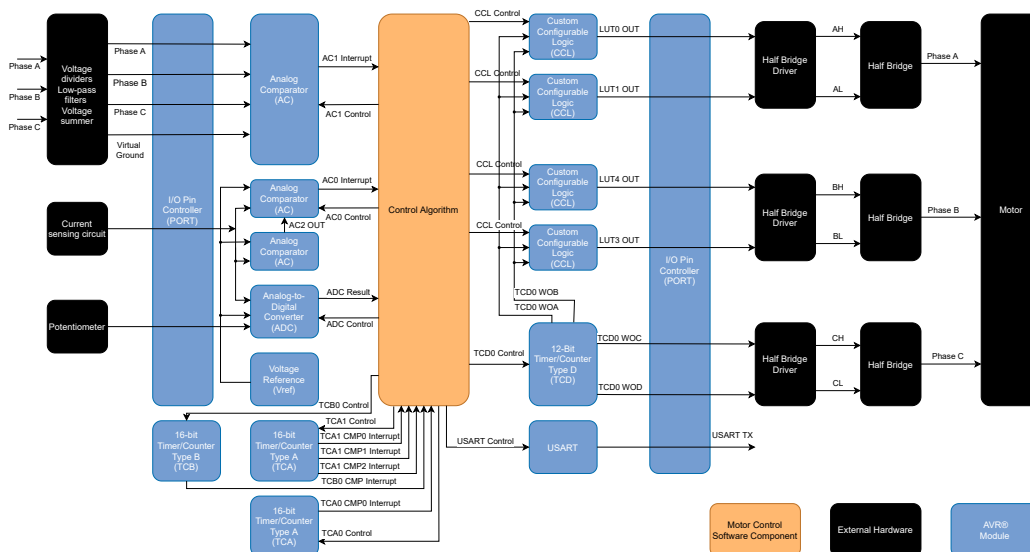 Phase A
Phase B
Phase C
Voltage
dividers
Low-pass
filters
Voltage
summer
Phase A
Phase B
Phase C
Virtual
Ground
Current
sensing circuit
Potentiometer
I/O Pin
Controller
(PORT)
Analog
Comparator
(AC)
AC1 Interrupt
AC1 Control
Analog
Comparator
(AC)
AC0 Interrupt
AC0 Control
AC2 OUT
Analog
Comparator
(AC)
Analog-to-
Digital
Converter
(ADC)
ADC Result
ADC Control
Voltage
Reference
(Vref)
TCB0 Control
16-bit
Timer/Counter
Type B
(TCB)
16-bit
Timer/Counter
Type A
(TCA)
TCA1 Control
TCA1 CMP0 Interrupt
TCA1 CMP1 Interrupt
TCA1 CMP2 Interrupt
TCB0 CMP Interrupt
16-bit
Timer/Counter
Type A
(TCA)
TCA0 CMP0 Interrupt
TCA0 Control
Control Algorithm
CCL Control
CCL Control
CCL Control
CCL Control
Custom
Configurable
Logic
(CCL)
LUT0 OUT
Custom
Configurable
Logic
(CCL)
LUT1 OUT
Custom
Configurable
Logic
(CCL)
LUT4 OUT
Custom
Configurable
Logic
(CCL)
LUT3 OUT
TCD0 WOB
TCD0 WOA
TCD0 Control
12-Bit
Timer/Counter
Type D
(TCD)
TCD0 WOC
TCD0 WOD
USART Control
USART
USART TX
I/O Pin
Controller
(PORT)
Half Bridge
Driver
AH
AL
Half Bridge
Phase A
Half Bridge
Driver
BH
BL
Half Bridge
Phase B
Half Bridge
Driver
CH
CL
Half Bridge
Phase C
Motor
Motor Control
Software Component
External Hardware
AVR®
Module